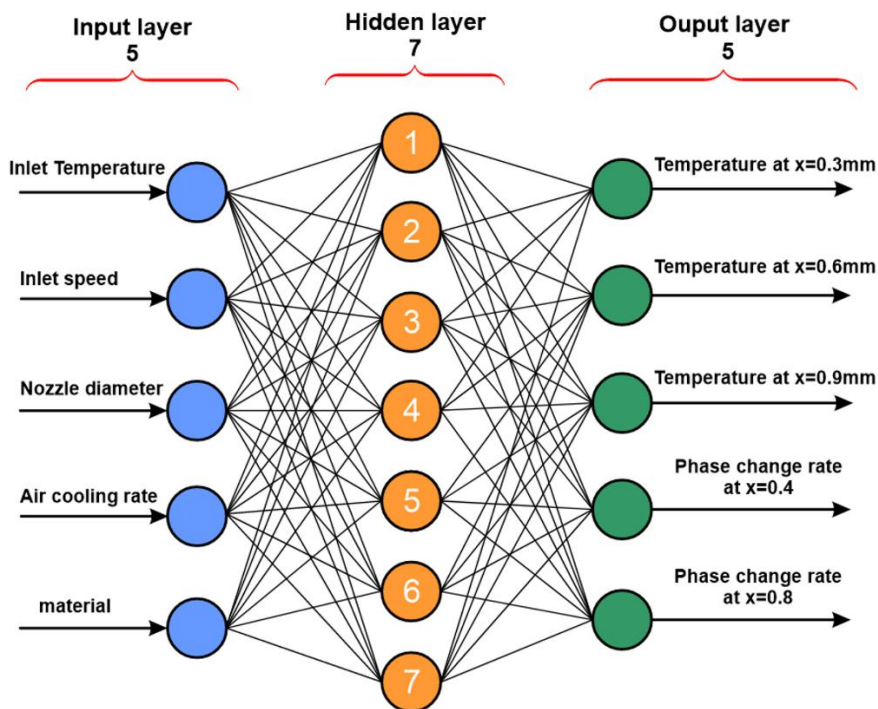 Input layer
5
Hidden layer
7
Ouput layer
5
Inlet Temperature
Inlet speed
Nozzle diameter
Air cooling rate
material
1
2
3
4
5
6
7
Temperature at x=0.3mm
Temperature at x=0.6mm
Temperature at x=0.9mm
Phase change rate
at x=0.4
Phase change rate
at x=0.8